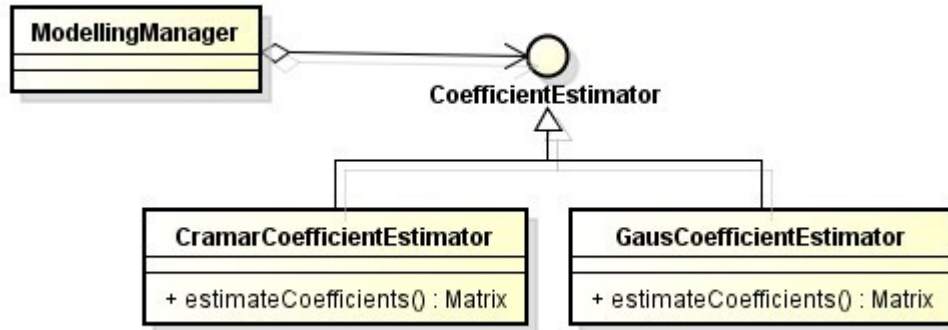 ModellingManager
CoefficientEstimator
CramarCoefficientEstimator
+ estimateCoefficients() : Matrix
GausCoefficientEstimator
+ estimateCoefficients() : Matrix